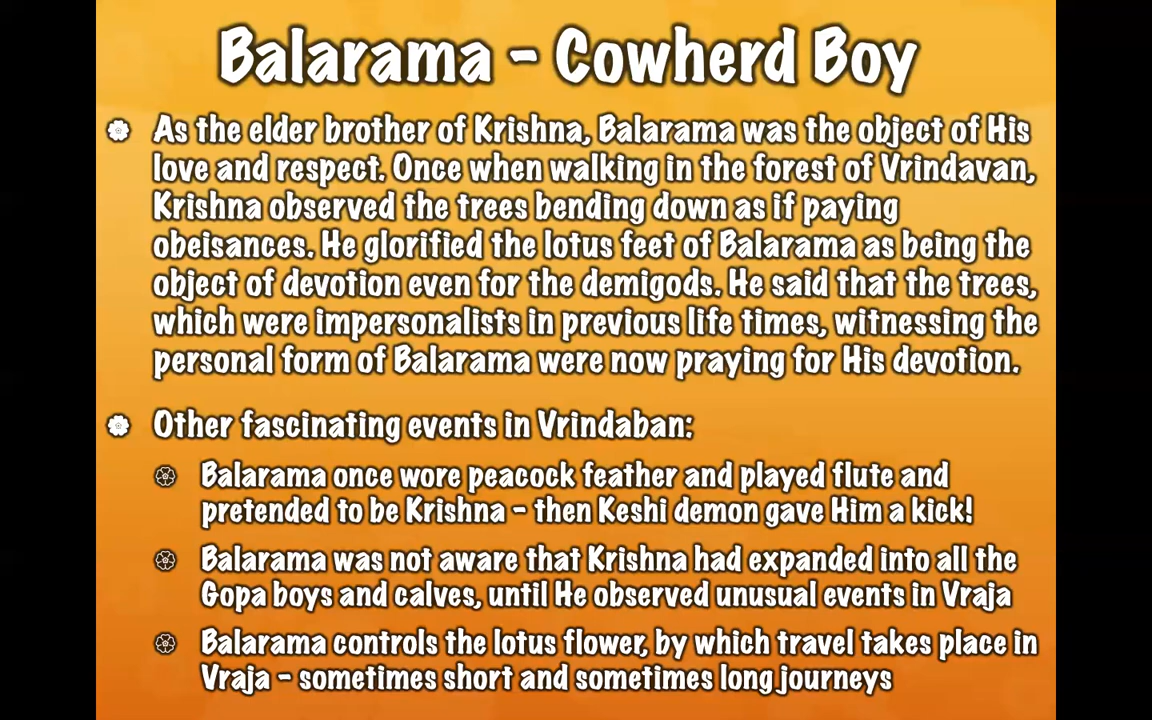 Balarama - Cowherd Boy
As the elder brother of Krishna, Balarama was the object of His
love and respect. Once when walking in the forest of Vrindavan,
Krishna observed the trees bending down as if paying
obeisances. He glorified the lotus feet of Balarama as being the
object of devotion even for the demigods. He said that the trees,
which were impersonalists in previous life times, witnessing the
personal form of Balarama were now praying for His devotion.
Other fascinating events in Vrindaban:
Balarama once wore peacock feather and played flute and
pretended to be Krishna - then Keshi demon gave Him a kick!
Balarama was not aware that Krishna had expanded into all the
Gopa boys and calves, until He observed unusual events in Vraja
Balarama controls the lotus flower, by which travel takes place in
Vraja - sometimes short and sometimes long journeys